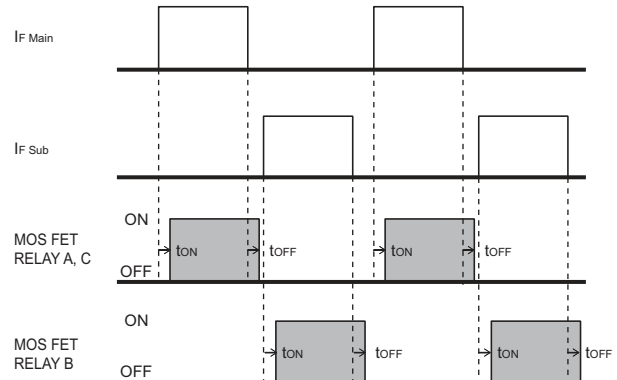 IF Main
IF Sub
ON
MOS FET
RELAY A, C
tON
tOFF
tON
tOFF
OFF
ON
MOS FET
RELAY B
tON
tOFF
tON
tOFF
OFF